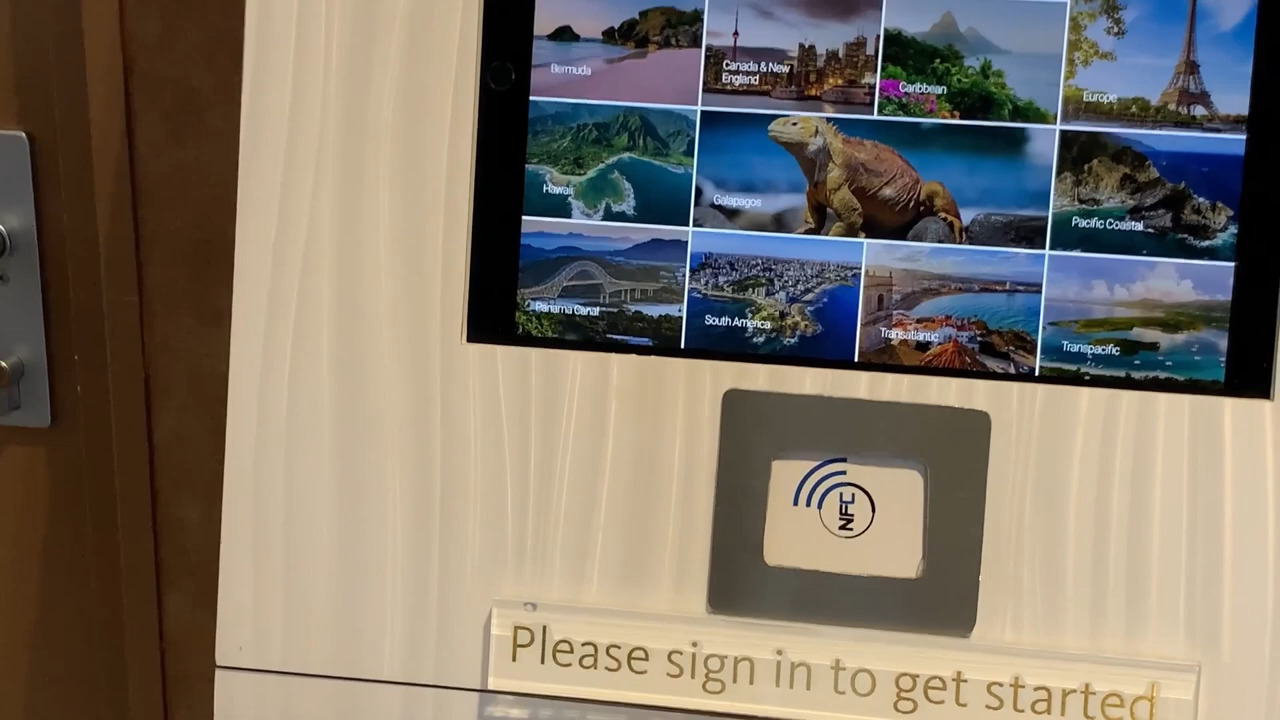 Bermuda
Canada & New
England
Caribbean
Europe
Hawaii
Galapagos
Pacific Coastal
Panama Canal
South America
Transatlantic
Transpacific
NFC
Please sign in to get started